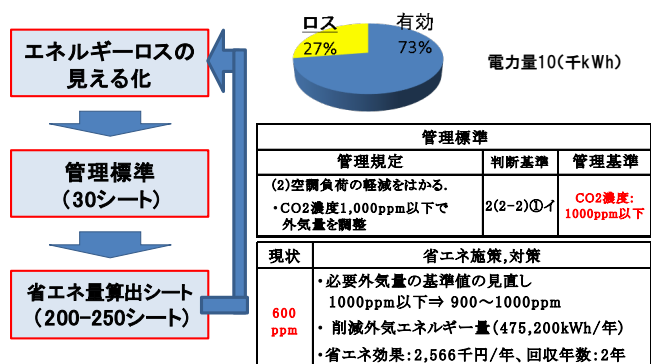 エネルギーロスの
見える化
管理標準
(30シート)
省エネ量算出シート
(200-250シート)
ロス
27%
有効
73%
電力量10(千kWh)
管理標準
管理規定
判断基準
管理基準
(2)空調負荷の軽減をはかる.
・CO2濃度1,000ppm以下で
外気量を調整
2(2-2)①イ
CO2濃度:
1000ppm以下
現状
省エネ施策,対策
600
ppm
・必要外気量の基準値の見直し
1000ppm以下⇒ 900～1000ppm
・ 削減外気エネルギー量(475,200kWh/年)
・省エネ効果:2,566千円/年、回収年数:2年